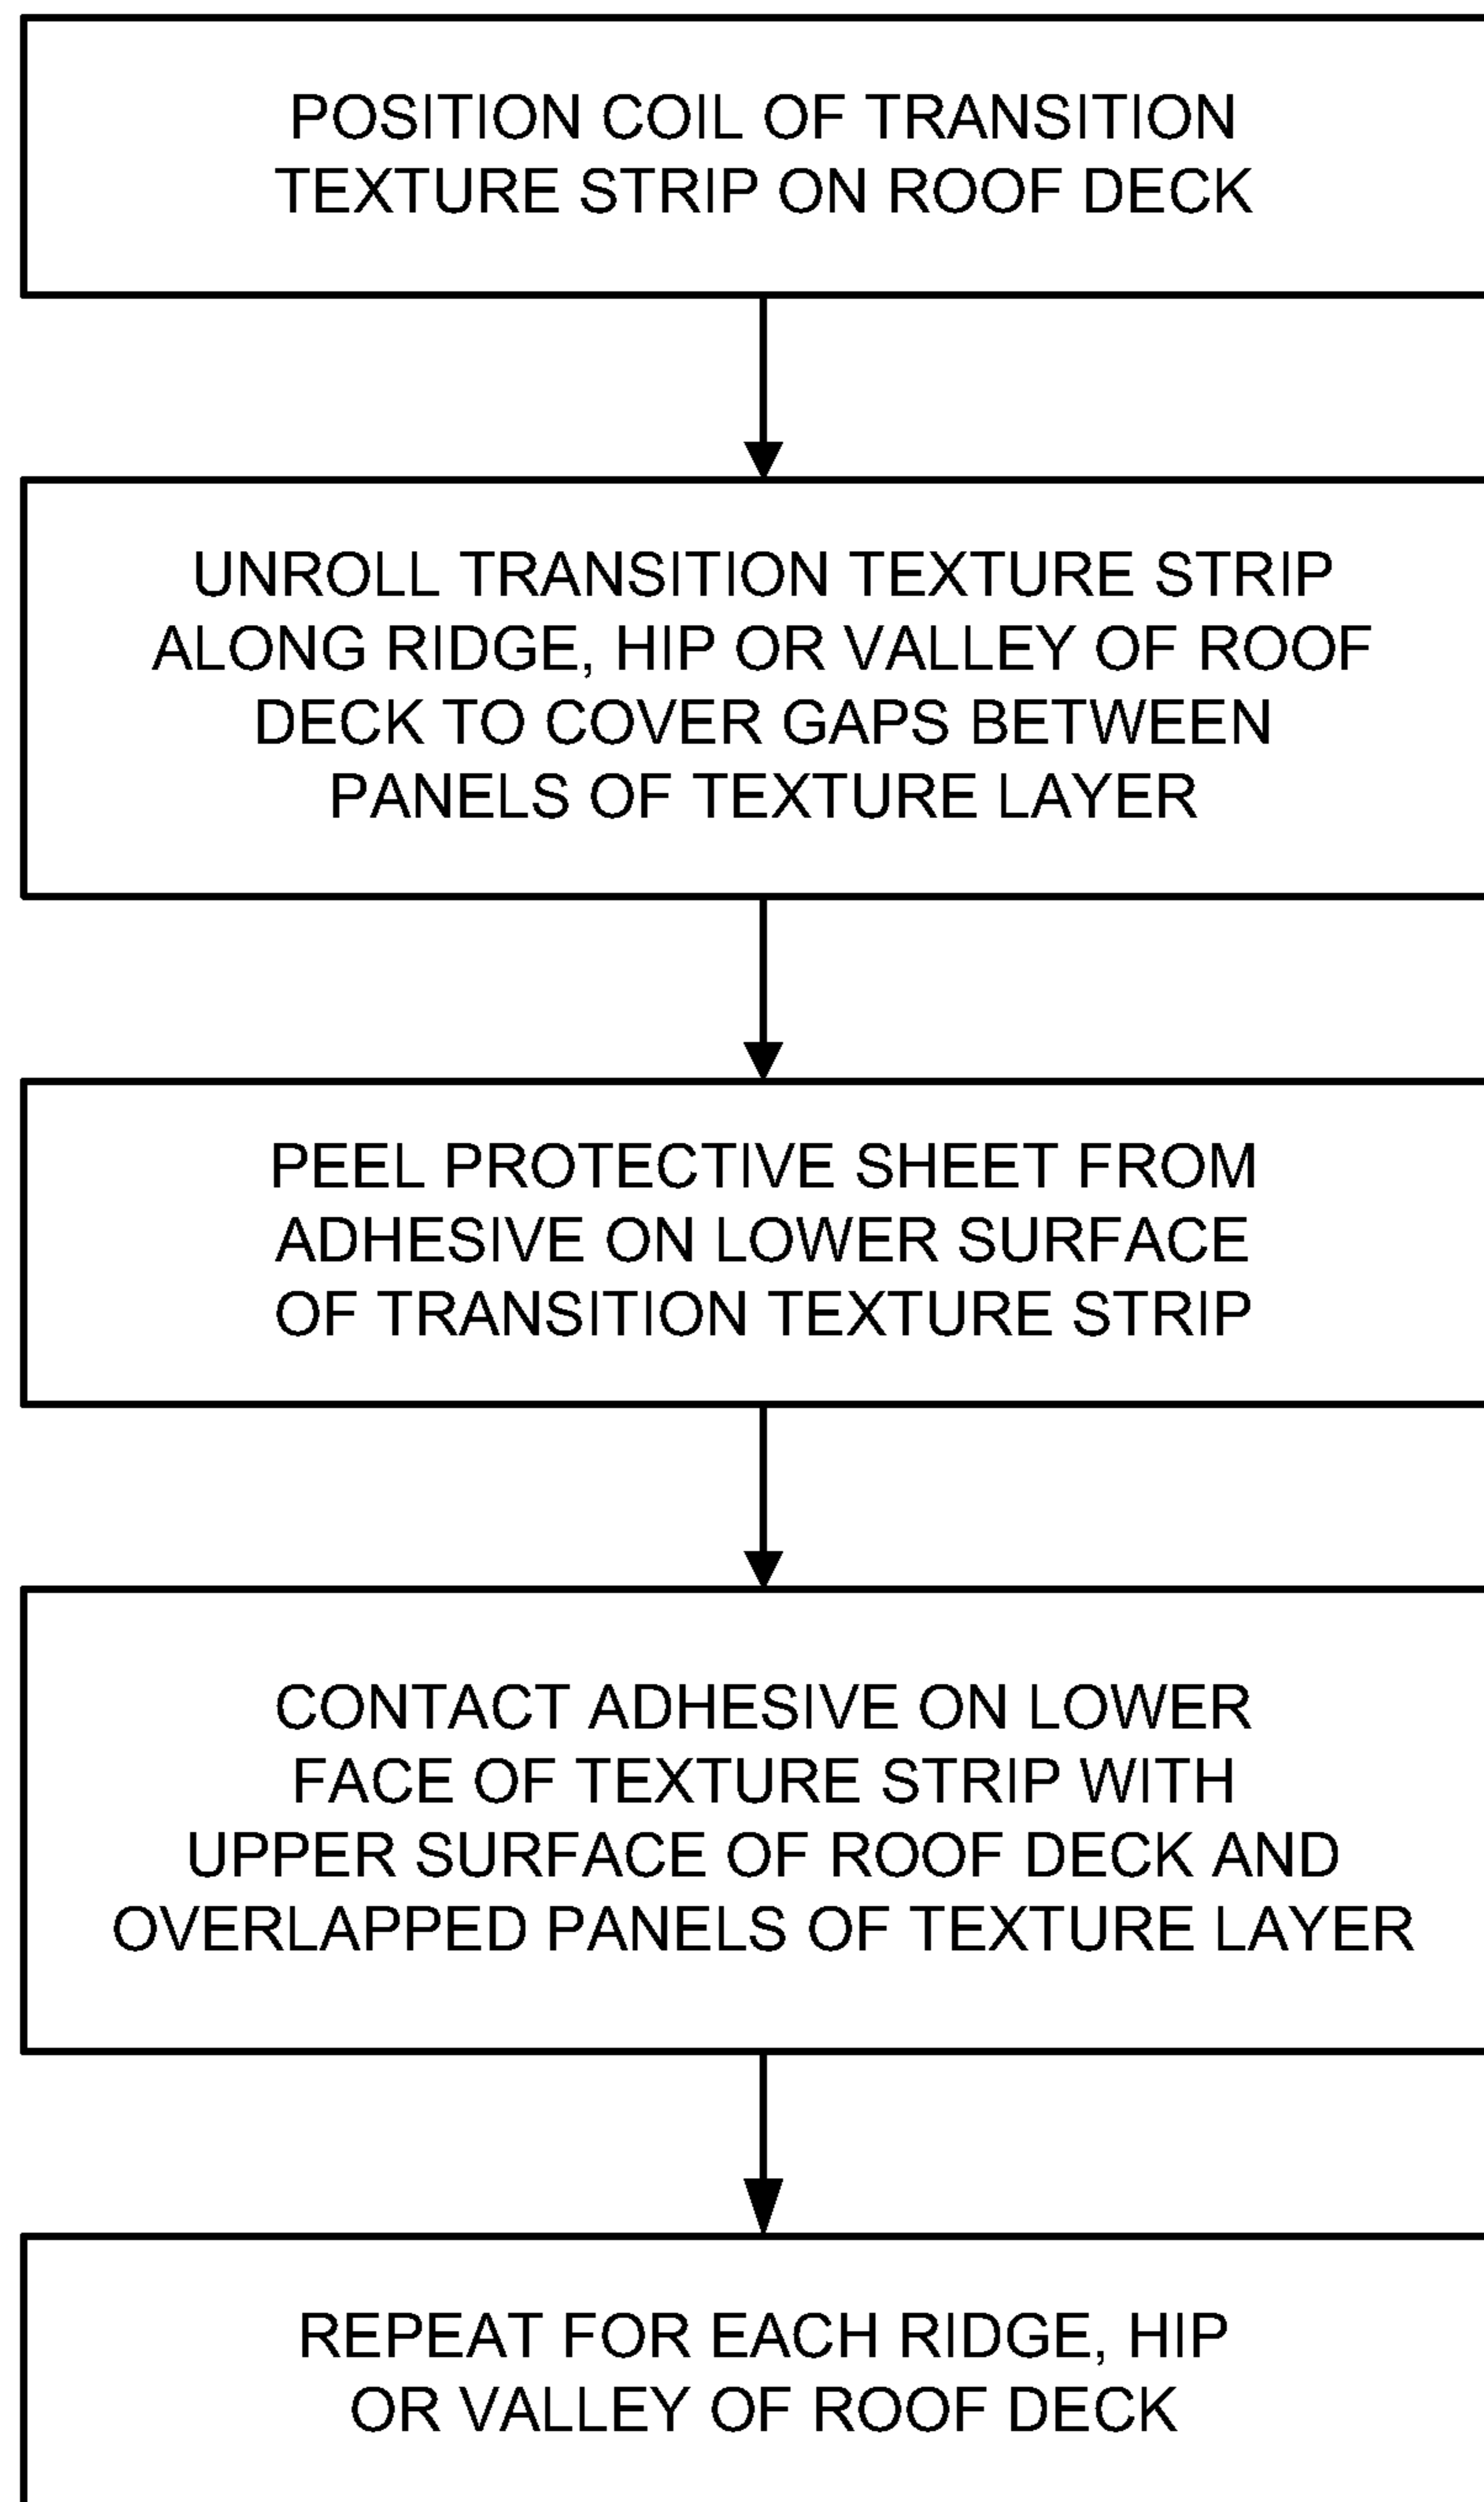 POSITION COIL OF TRANSITION
TEXTURE STRIP ON ROOF DECK
UNROLL TRANSITION TEXTURE STRIP
ALONG RIDGE, HIP OR VALLEY OF ROOF
DECK TO COVER GAPS BETWEEN
PANELS OF TEXTURE LAYER
PEEL PROTECTIVE SHEET FROM
ADHESIVE ON LOWER SURFACE
OF TRANSITION TEXTURE STRIP
CONTACT ADHESIVE ON LOWER
FACE OF TEXTURE STRIP WITH
UPPER SURFACE OF ROOF DECK AND
OVERLAPPED PANELS OF TEXTURE LAYER
REPEAT FOR EACH RIDGE, HIP
OR VALLEY OF ROOF DECK